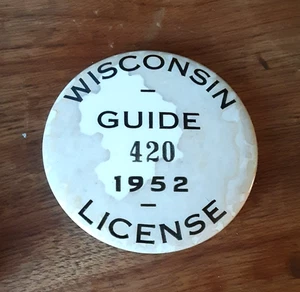 WISCONSIN
–
GUIDE
420
1952
–
LICENSE